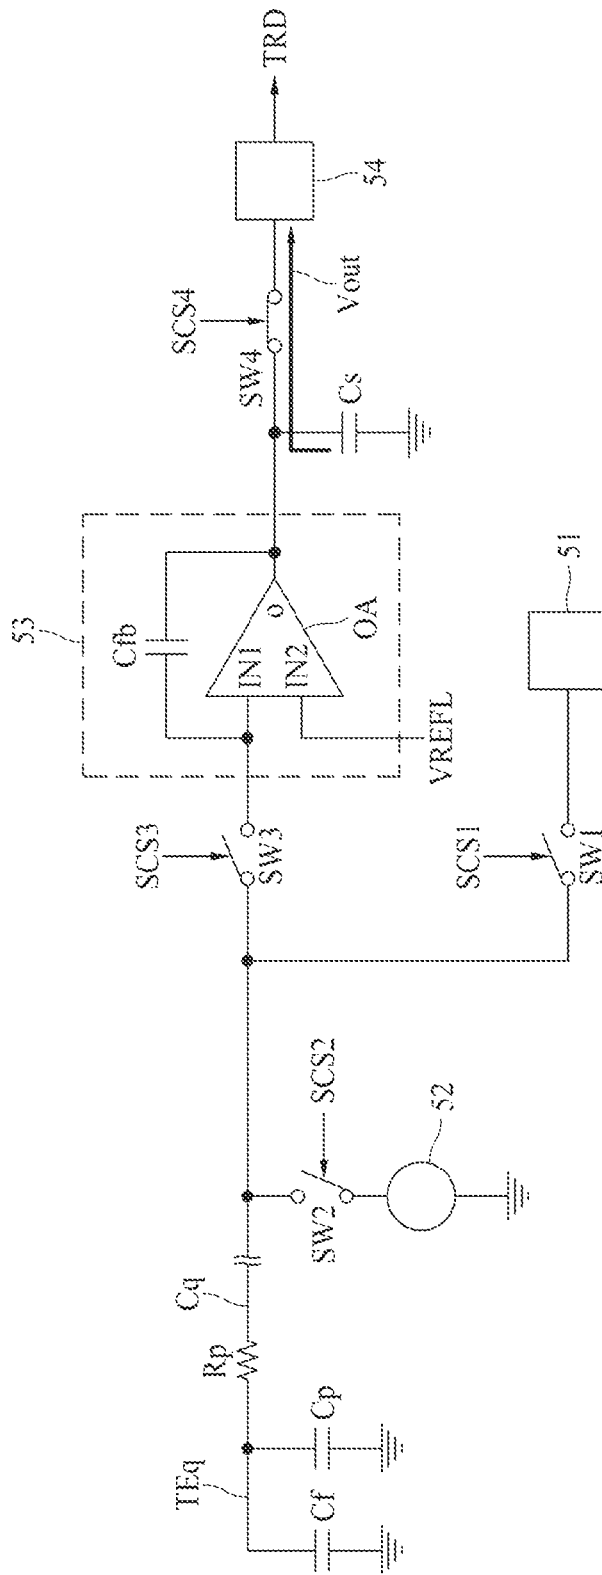 TEq
Cf
Cp
Rp
Cq
SW2
SCS2
52
SCS3
SW3
SCS1
SW1
51
53
Cfb
IN1
IN2
o
OA
VREFL
Cs
SCS4
SW4
Vout
54
TRD